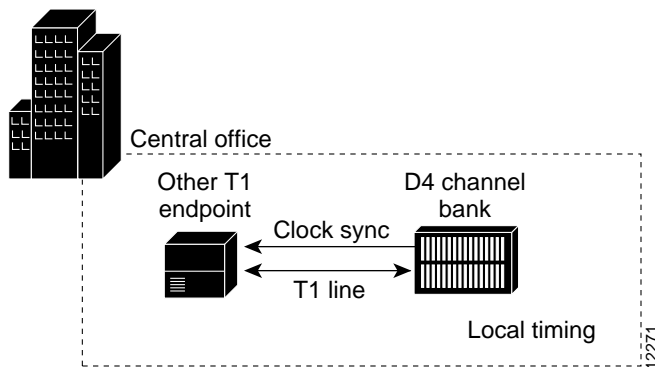 Central office
Other T1
endpoint
D4 channel
bank
Clock sync
T1 line
Local timing
12271